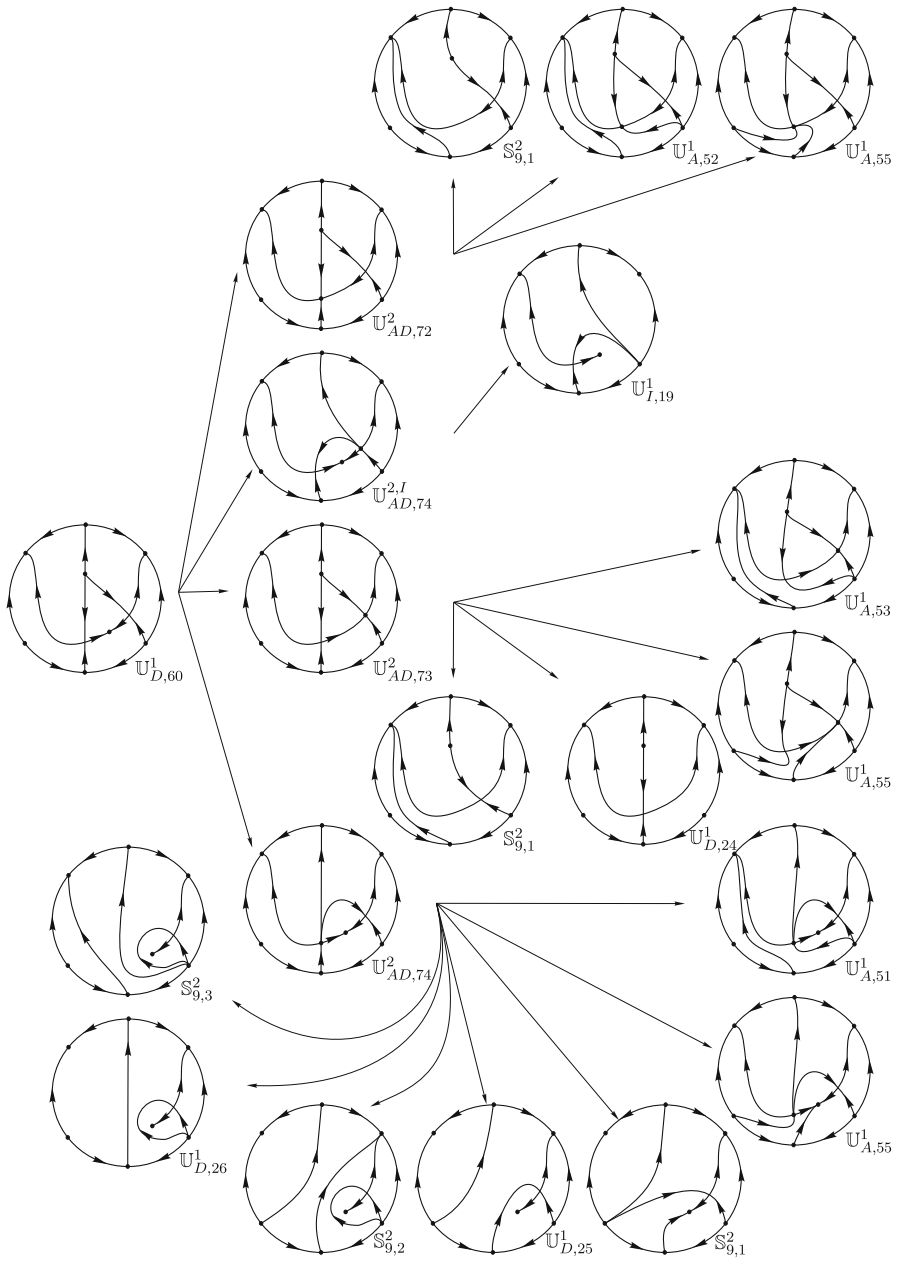 𝕊²₉,₁
𝕌¹_A,52
𝕌¹_A,55
𝕌²_AD,72
𝕌¹_I,19
𝕌^2,I_AD,74
𝕌¹_A,53
𝕌¹_D,60
𝕌²_AD,73
𝕌¹_A,55
𝕊²₉,₁
𝕌¹_D,24
𝕌²_AD,74
𝕌¹_A,51
𝕊²₉,₃
𝕌¹_A,55
𝕌¹_D,26
𝕊²₉,₂
𝕌¹_D,25
𝕊²₉,₁